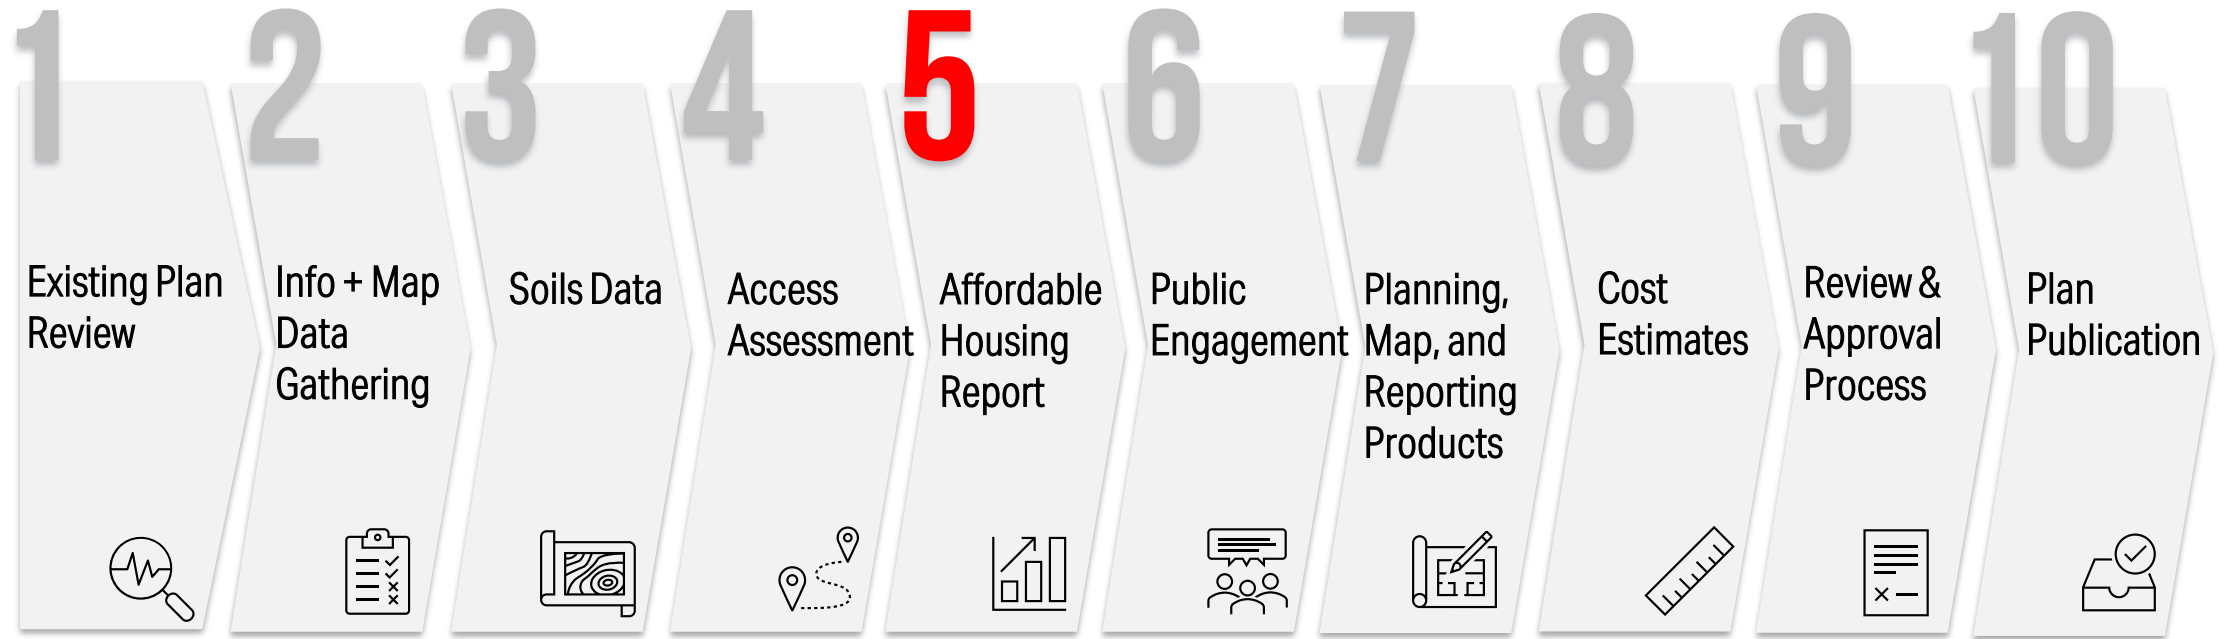 1
Existing Plan
Review
2
Info + Map
Data
Gathering
3
Soils Data
4
Access
Assessment
5
Affordable
Housing
Report
6
Public
Engagement
7
Planning,
Map, and
Reporting
Products
8
Cost
Estimates
9
Review &
Approval
Process
10
Plan
Publication